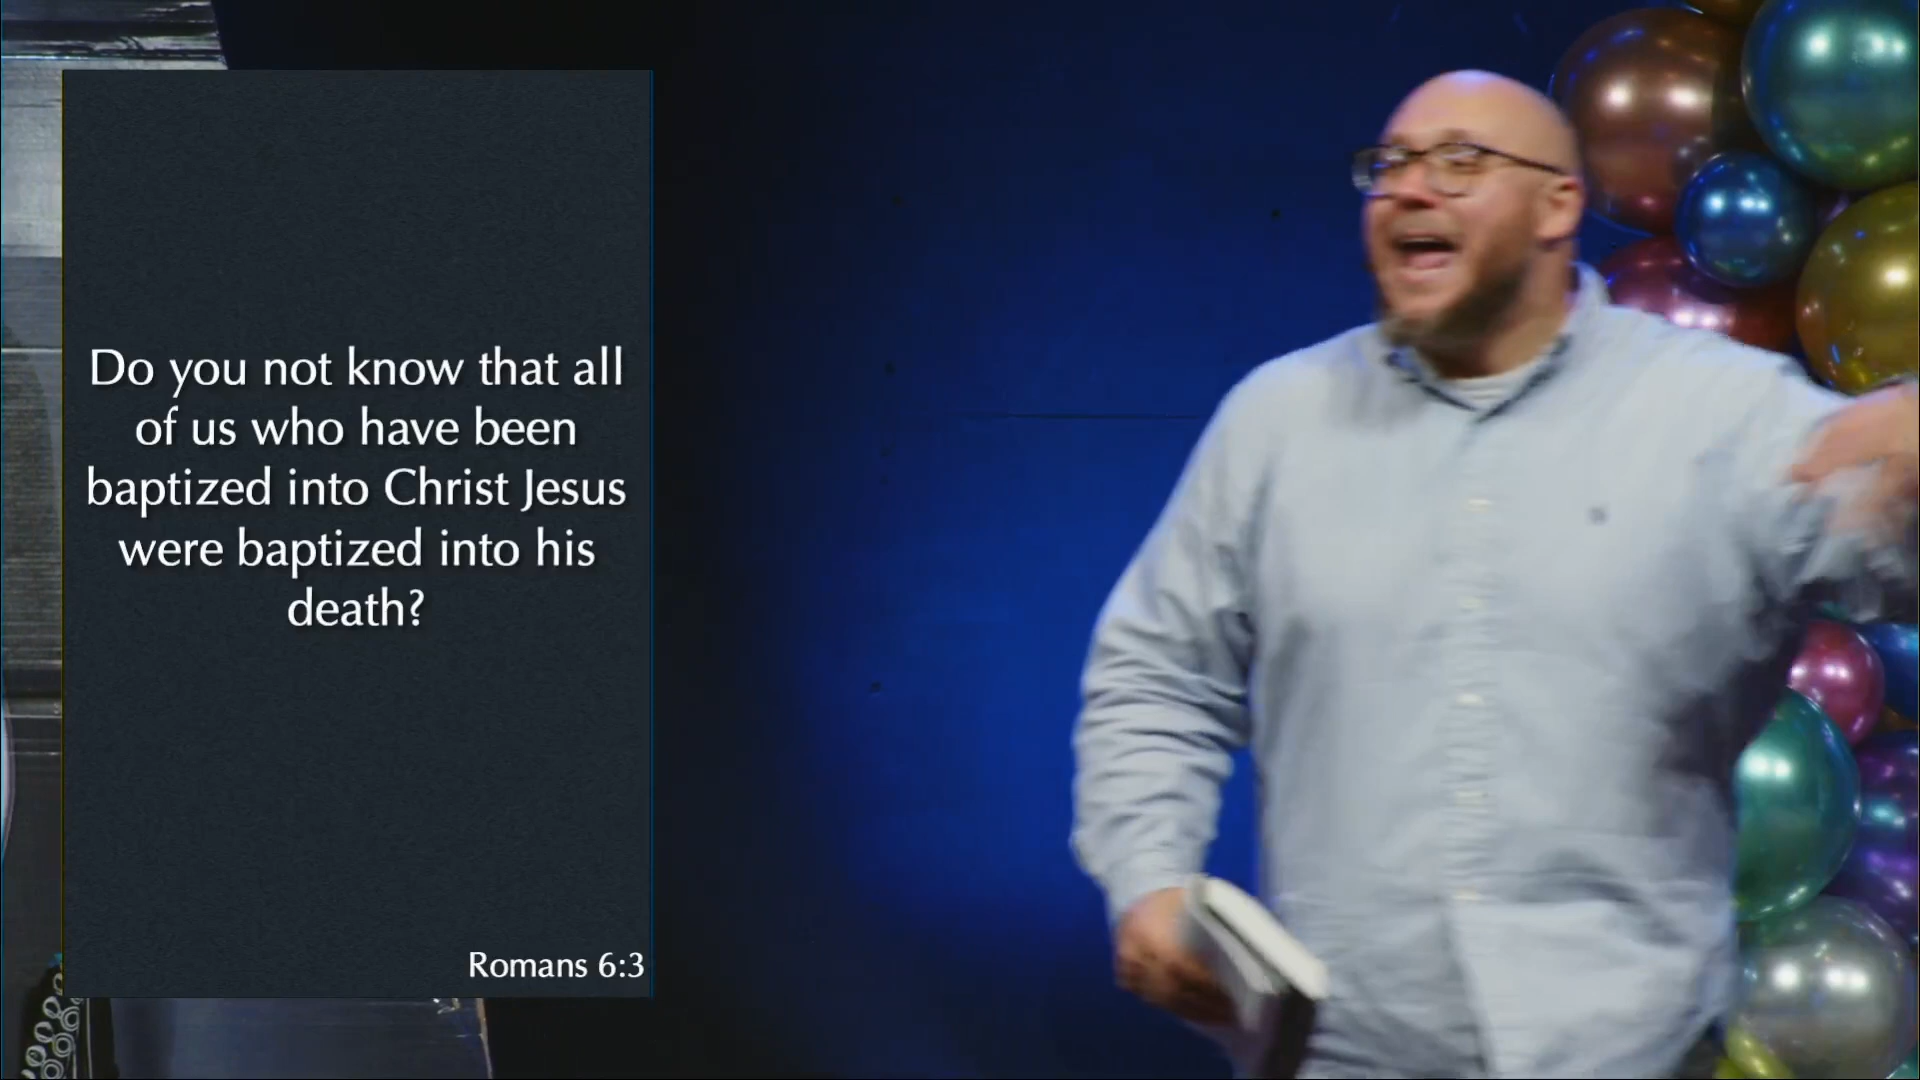 Do you not know that all
of us who have been
baptized into Christ Jesus
were baptized into his
death?
Romans 6:3